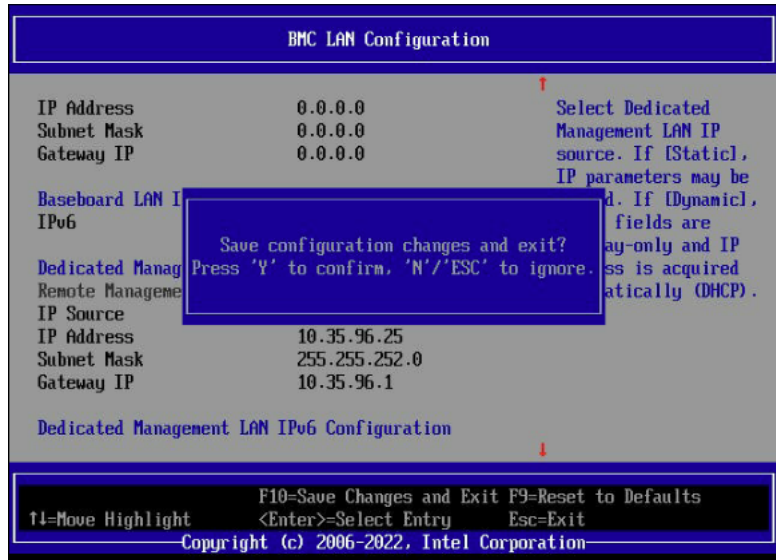 BMC LAN Configuration
IP Address 0.0.0.0 Select Dedicated
Subnet Mask 0.0.0.0 Management LAN IP
Gateway IP 0.0.0.0 source. If [Static],
IP parameters may be
Baseboard LAN I d. If [Dynamic],
IPv6 fields are
Save configuration changes and exit? ay-only and IP
Dedicated Manag Press 'Y' to confirm, 'N'/'ESC' to ignore. ss is acquired
Remote Manageme atically (DHCP).
IP Source
IP Address 10.35.96.25
Subnet Mask 255.255.252.0
Gateway IP 10.35.96.1
Dedicated Management LAN IPv6 Configuration
F10=Save Changes and Exit F9=Reset to Defaults
↑↓=Move Highlight <Enter>=Select Entry Esc=Exit
Copyright (c) 2006-2022, Intel Corporation